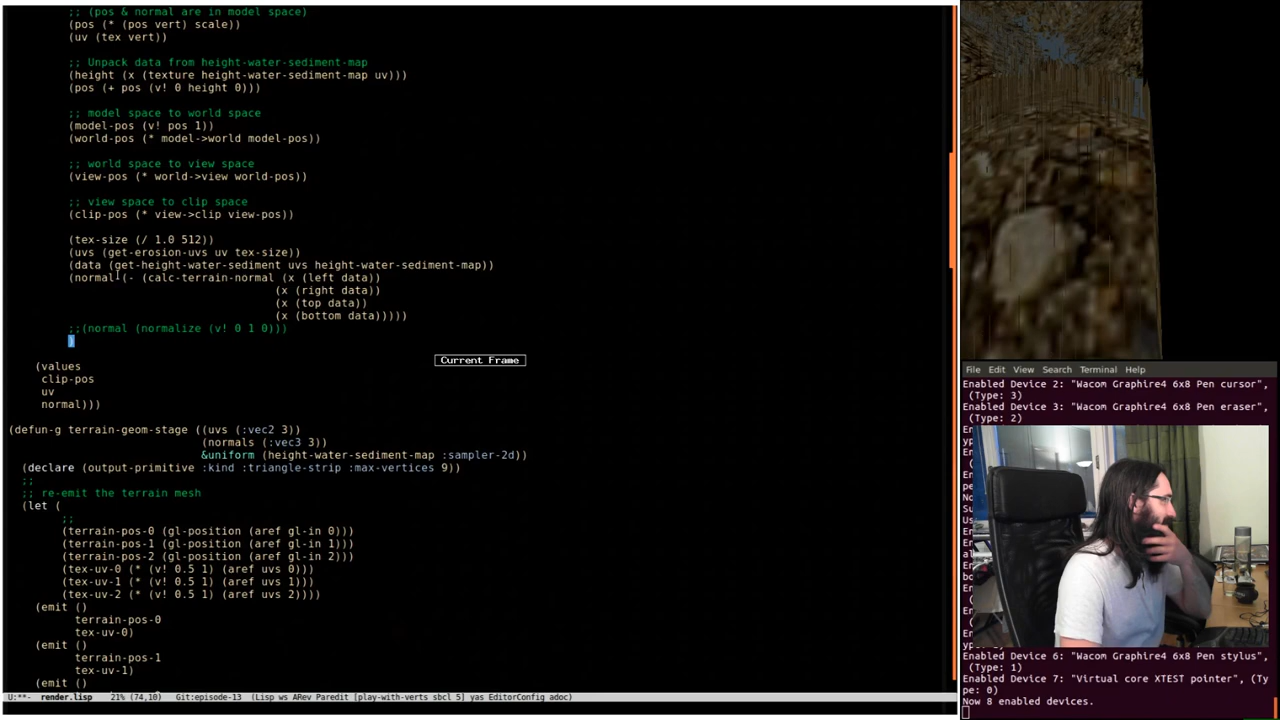 ;; (pos & normal are in model space)
(pos (* (pos vert) scale))
(uv (tex vert))
;; Unpack data from height-water-sediment-map
(height (x (texture height-water-sediment-map uv)))
(pos (+ pos (v! 0 height 0)))
;; model space to world space
(model-pos (v! pos 1))
(world-pos (* model->world model-pos))
;; world space to view space
(view-pos (* world->view world-pos))
;; view space to clip space
(clip-pos (* view->clip view-pos))
(tex-size (/ 1.0 512))
(uvs (get-erosion-uvs uv tex-size))
(data (get-height-water-sediment uvs height-water-sediment-map))
(normal (- (calc-terrain-normal (x (left data))
(x (right data))
(x (top data))
(x (bottom data)))))
;;(normal (normalize (v! 0 1 0)))
)
Current Frame
(values
clip-pos
uv
normal)))
(defun-g terrain-geom-stage ((uvs (:vec2 3))
(normals (:vec3 3))
&uniform (height-water-sediment-map :sampler-2d))
(declare (output-primitive :kind :triangle-strip :max-vertices 9))
;;
;; re-emit the terrain mesh
(let (
;;
(terrain-pos-0 (gl-position (aref gl-in 0)))
(terrain-pos-1 (gl-position (aref gl-in 1)))
(terrain-pos-2 (gl-position (aref gl-in 2)))
(tex-uv-0 (* (v! 0.5 1) (aref uvs 0)))
(tex-uv-1 (* (v! 0.5 1) (aref uvs 1)))
(tex-uv-2 (* (v! 0.5 1) (aref uvs 2))))
(emit ()
terrain-pos-0
tex-uv-0)
(emit ()
terrain-pos-1
tex-uv-1)
(emit ()
U:**- render.lisp 21% (74,10) Git:episode-13 (Lisp ws ARev Paredit [play-with-verts sbcl 5] yas EditorConfig adoc)
File Edit View Search Terminal Help
Enabled Device 2: "Wacom Graphire4 6x8 Pen cursor",
(Type: 3)
Enabled Device 3: "Wacom Graphire4 6x8 Pen eraser",
(Type: 2)
Enabled Device 6: "Wacom Graphire4 6x8 Pen stylus",
(Type: 1)
Enabled Device 7: "Virtual core XTEST pointer", (Ty
pe: 0)
Now 8 enabled devices.